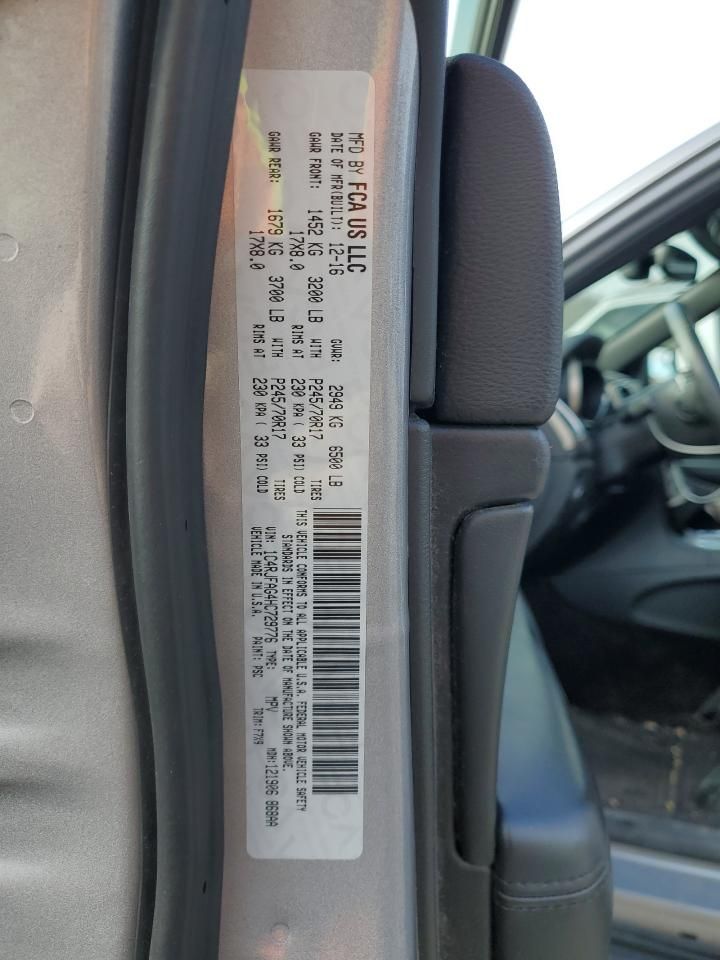 MFD BY FCA US LLC
DATE OF MFR(BUILT): 12-16 GVWR: 2949 KG 6500 LB
GAWR FRONT: 1452 KG 3200 LB WITH P245/70R17 TIRES
17X8.0 RIMS AT 230 KPA ( 33 PSI) COLD
GAWR REAR: 1679 KG 3700 LB WITH P245/70R17 TIRES
17X8.0 RIMS AT 230 KPA ( 33 PSI) COLD
THIS VEHICLE CONFORMS TO ALL APPLICABLE U.S.A. FEDERAL MOTOR VEHICLE SAFETY
STANDARDS IN EFFECT ON THE DATE OF MANUFACTURE SHOWN ABOVE.
VIN: 1C4RJFAG4HC729776 TYPE: MPV MDH:121906 068AA
VEHICLE MADE IN U.S.A. PAINT: PSC TRIM:F7X9